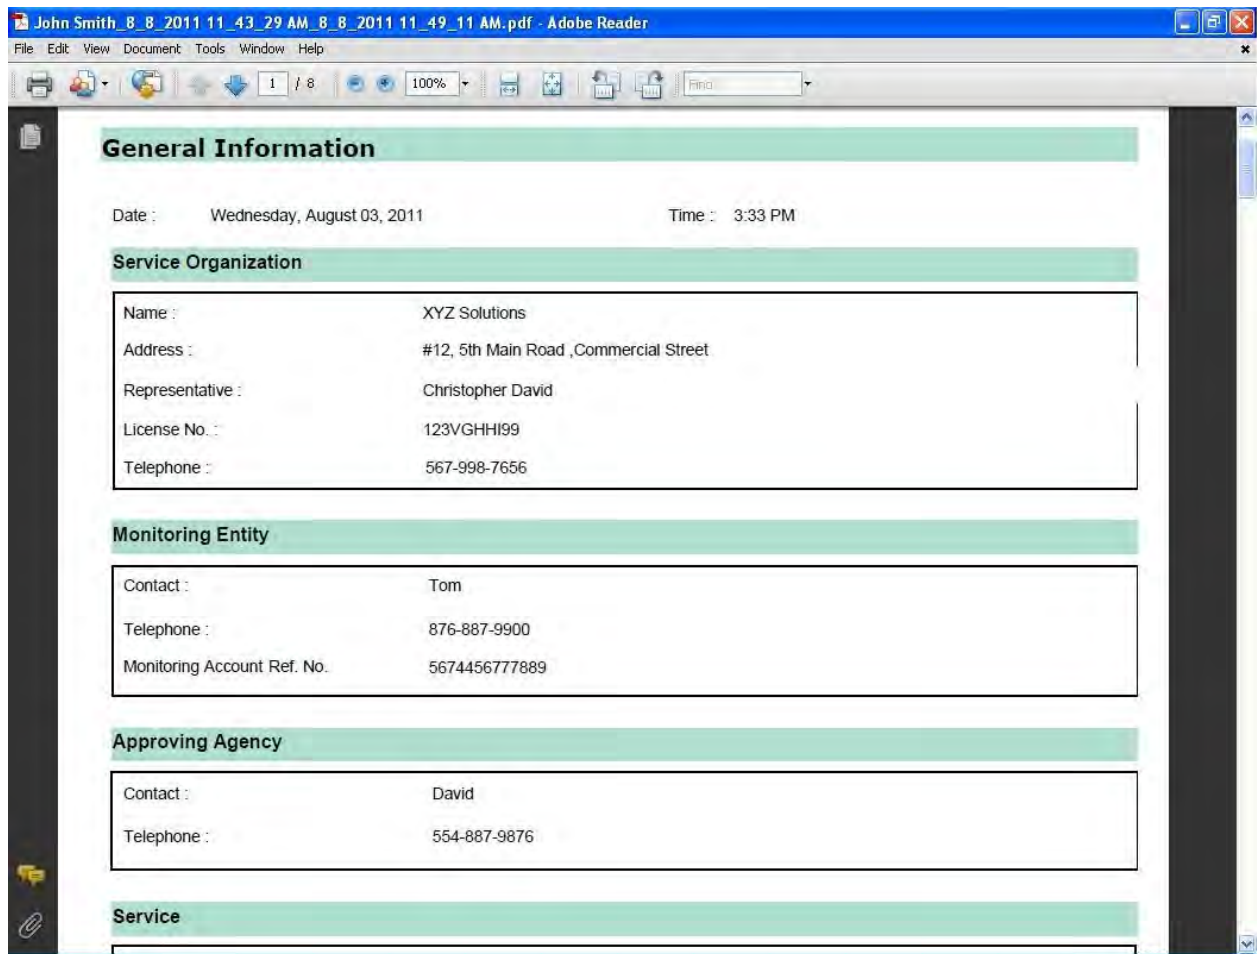 John Smith_8_8_2011 11_43_29 AM_8_8_2011 11_49_11 AM.pdf - Adobe Reader
File Edit View Document Tools Window Help
1 / 8 100% Find
General Information
Date : Wednesday, August 03, 2011 Time : 3:33 PM
Service Organization
Name : XYZ Solutions
Address : #12, 5th Main Road ,Commercial Street
Representative : Christopher David
License No. : 123VGHHI99
Telephone : 567-998-7656
Monitoring Entity
Contact : Tom
Telephone : 876-887-9900
Monitoring Account Ref. No. 5674456777889
Approving Agency
Contact : David
Telephone : 554-887-9876
Service